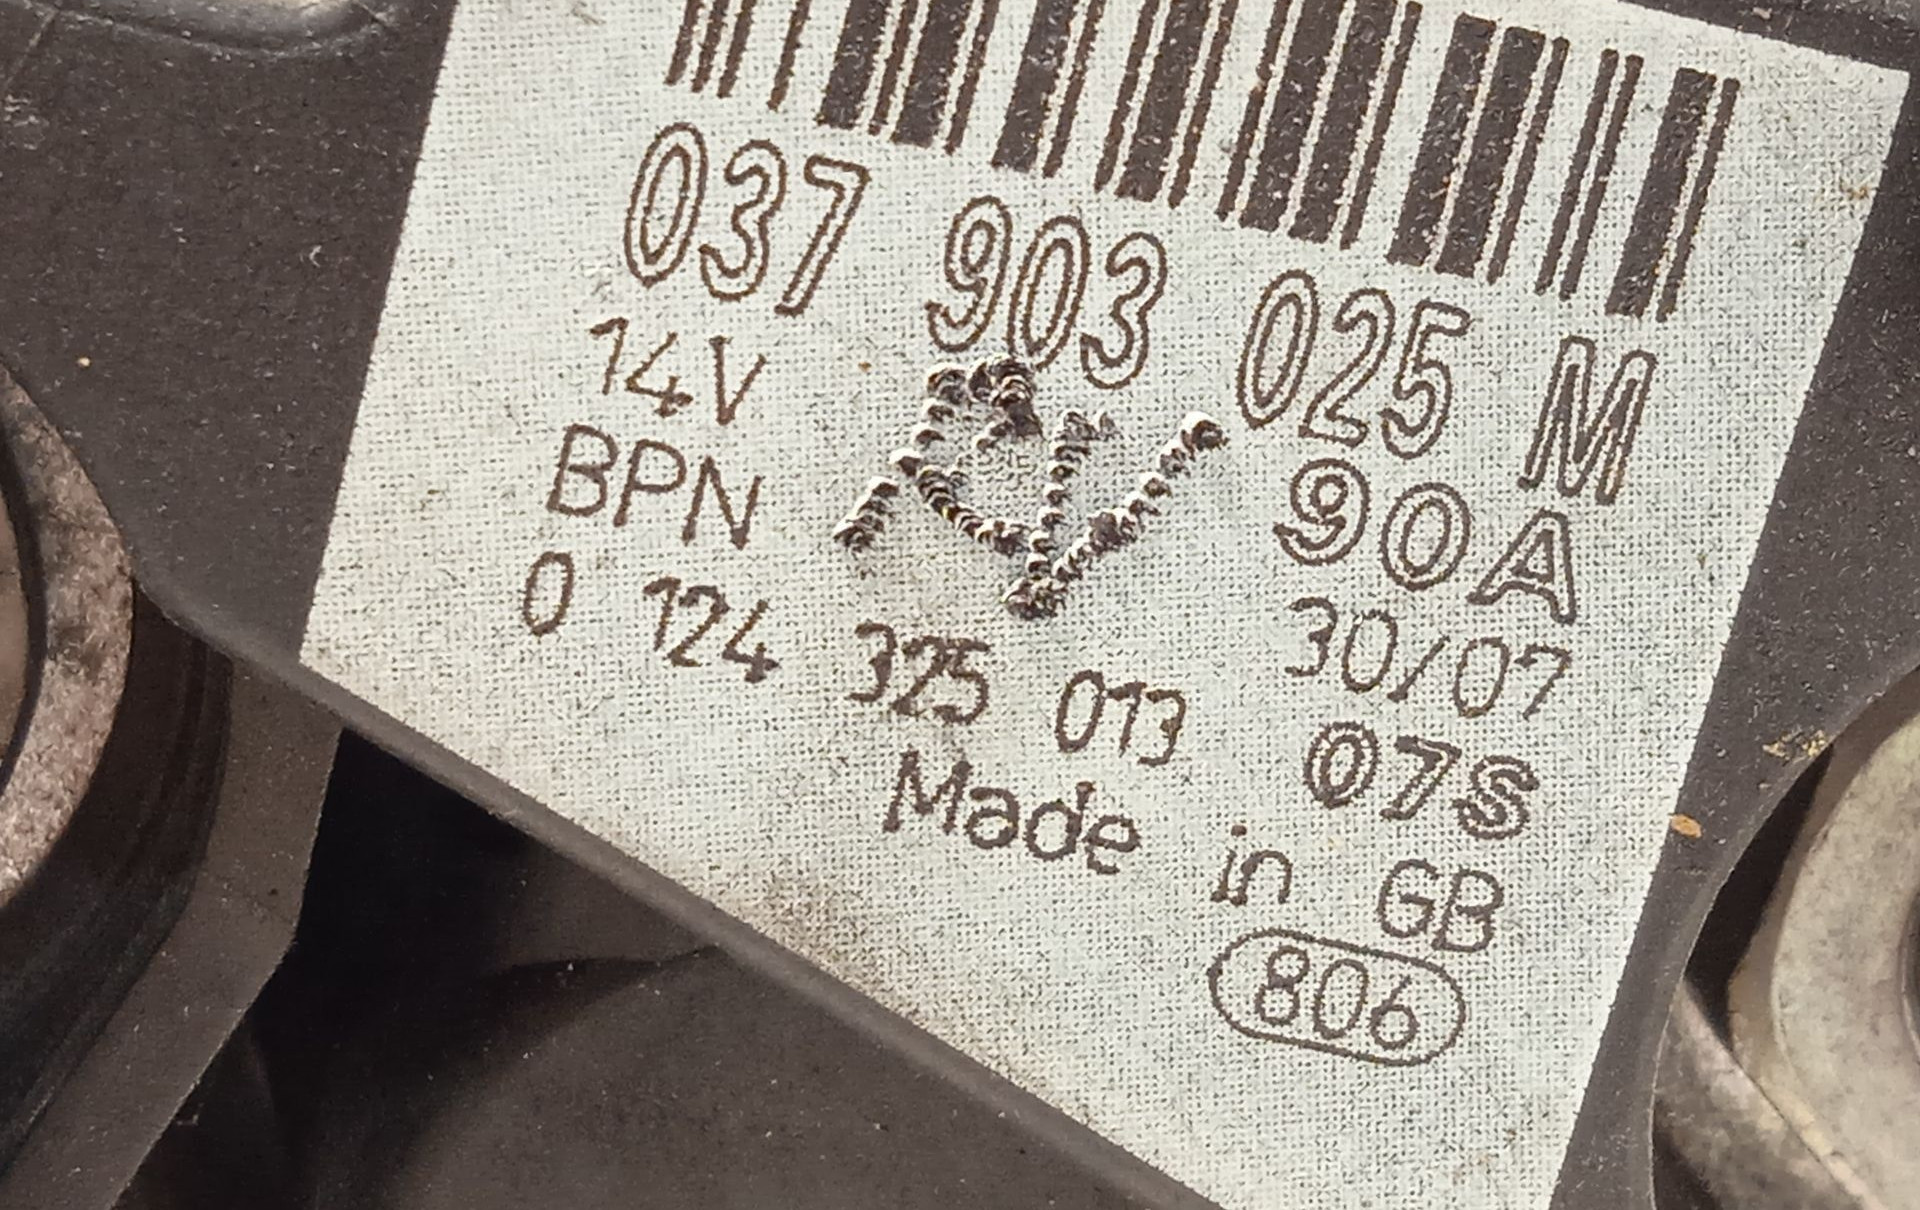 037 903 025 M
14V 90A
BPN 30/07
0 124 325 013 07S
Made in GB
806